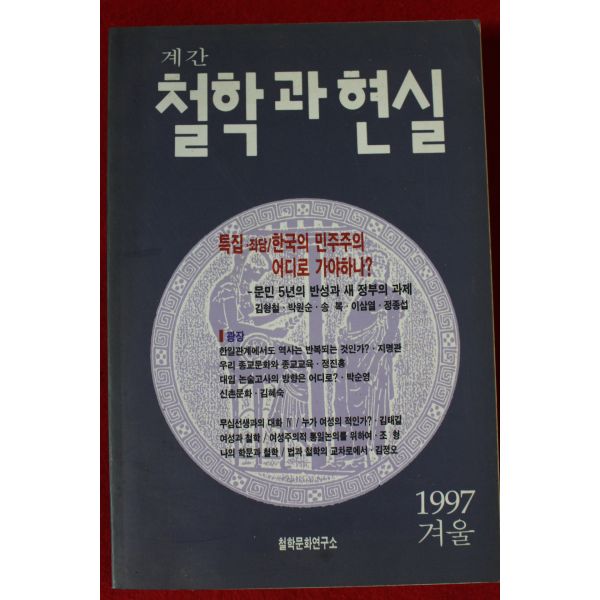 계간
철학과 현실
특집-좌담/한국의 민주주의
어디로 가야하나?
-문민 5년의 반성과 새 정부의 과제
김형철·박원순·송 복·이삼열·정종섭
광장
한일관계에서도 역사는 반복되는 것인가?·지명관
우리 종교문화와 종교교육·정진홍
대입 논술고사의 방향은 어디로?·박순영
신촌문화·김혜숙
무심선생과의 대화 Ⅳ/누가 여성의 적인가?·김태길
여성과 철학/여성주의적 통일논의를 위하여·조 형
나의 학문과 철학/법과 철학의 교차로에서·김정오
1997
겨울
철학문화연구소